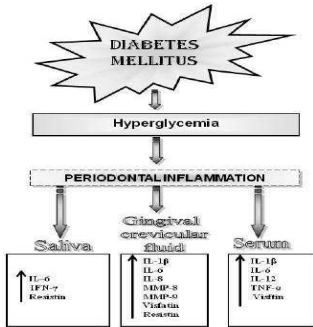 DIABETES
MELLITUS
Hyperglycemia
PERIODONTAL INFLAMMATION
Saliva
Gingival
crevicular
fluid
Serum
IL-6
IFN-γ
Resistin
IL-1β
IL-6
IL-8
MMP-8
MMP-9
Visfatin
Resistin
IL-1β
IL-6
IL-12
TNF-α
Visftin